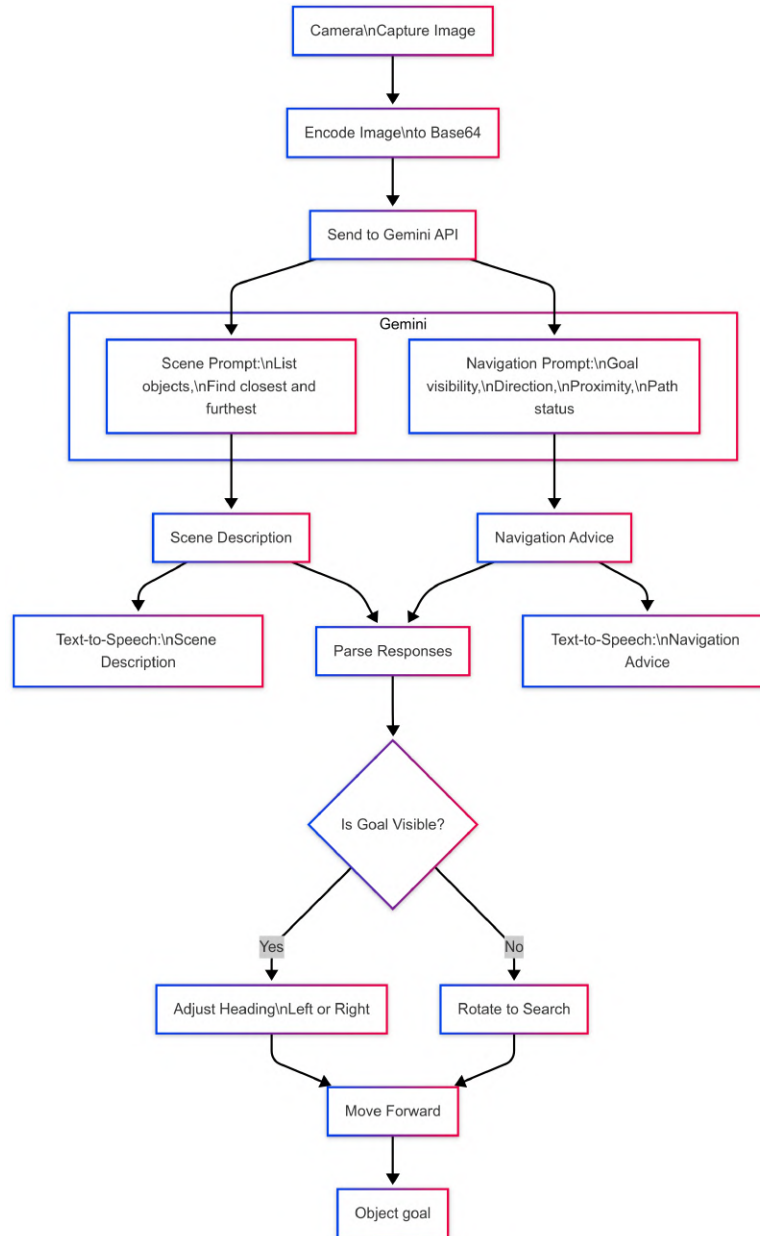 Camera\nCapture Image
Encode Image\nto Base64
Send to Gemini API
Gemini
Scene Prompt:\nList
objects,\nFind closest and
furthest
Navigation Prompt:\nGoal
visibility,\nDirection,\nProximity,\nPath
status
Scene Description
Navigation Advice
Text-to-Speech:\nScene
Description
Parse Responses
Text-to-Speech:\nNavigation
Advice
Is Goal Visible?
Yes
No
Adjust Heading\nLeft or Right
Rotate to Search
Move Forward
Object goal